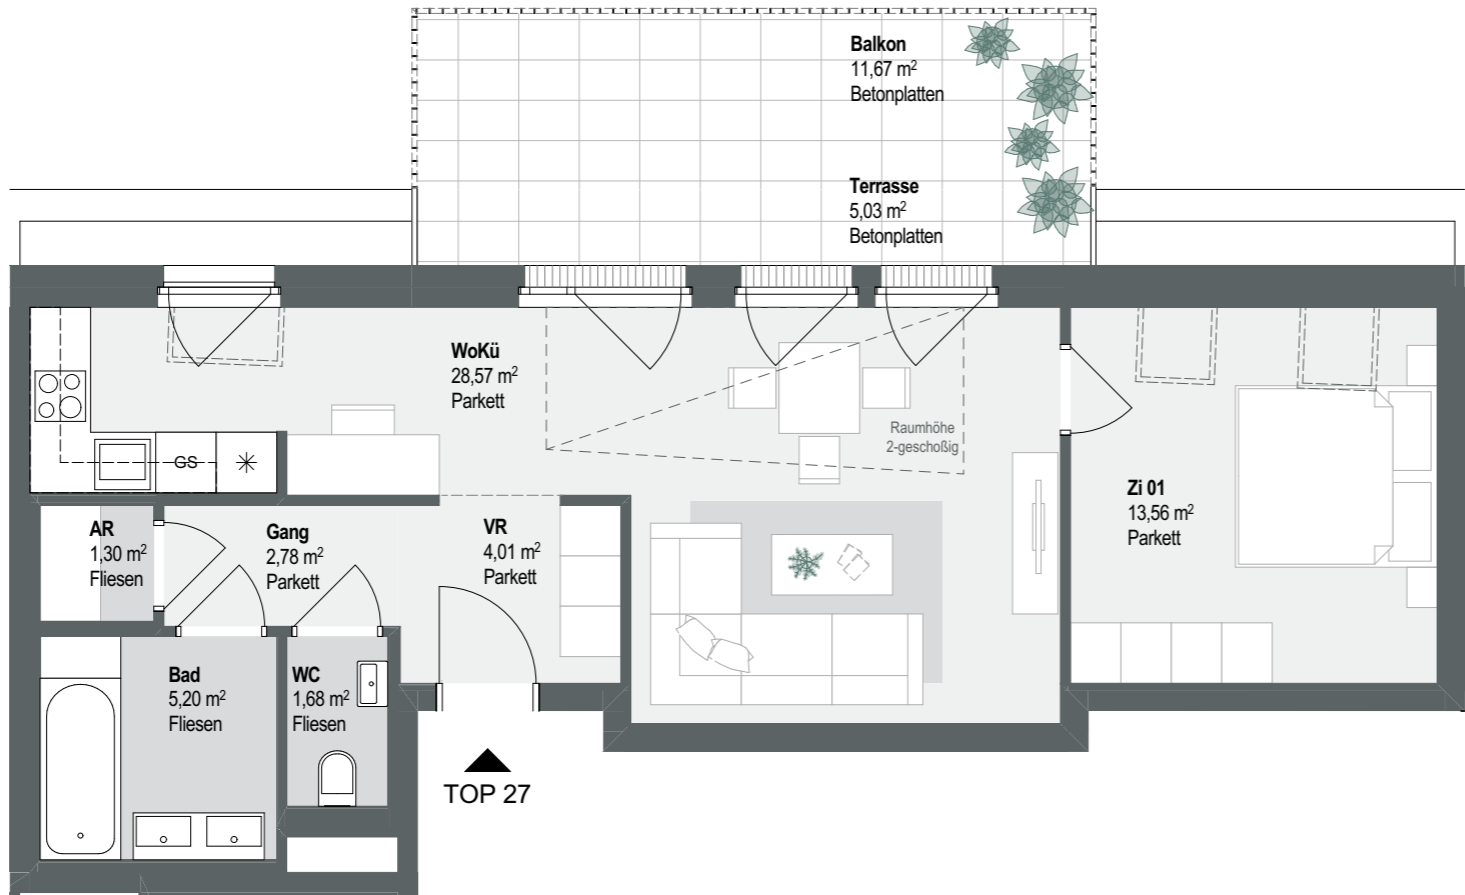 Balkon
11,67 m²
Betonplatten
Terrasse
5,03 m²
Betonplatten
WoKü
28,57 m²
Parkett
Raumhöhe
2-geschoßig
GS
Zi 01
13,56 m²
Parkett
AR
1,30 m²
Fliesen
Gang
2,78 m²
Parkett
VR
4,01 m²
Parkett
Bad
5,20 m²
Fliesen
WC
1,68 m²
Fliesen
TOP 27